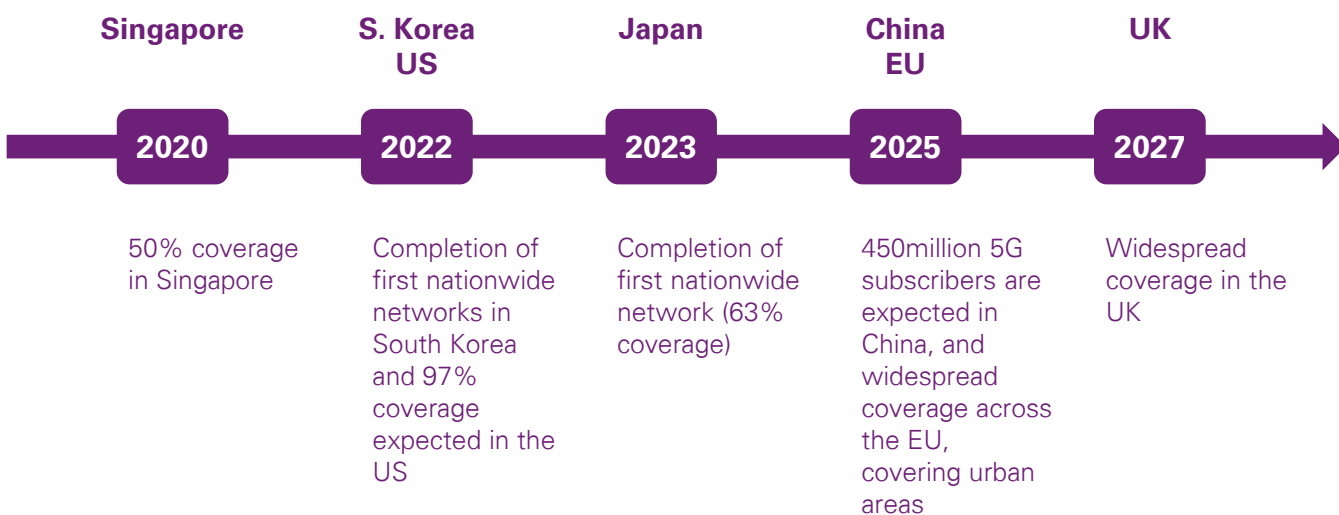 Singapore
S. Korea
US
Japan
China
EU
UK
2020
2022
2023
2025
2027
50% coverage
in Singapore
Completion of
first nationwide
networks in
South Korea
and 97%
coverage
expected in the
US
Completion of
first nationwide
network (63%
coverage)
450million 5G
subscribers are
expected in
China, and
widespread
coverage across
the EU,
covering urban
areas
Widespread
coverage in the
UK